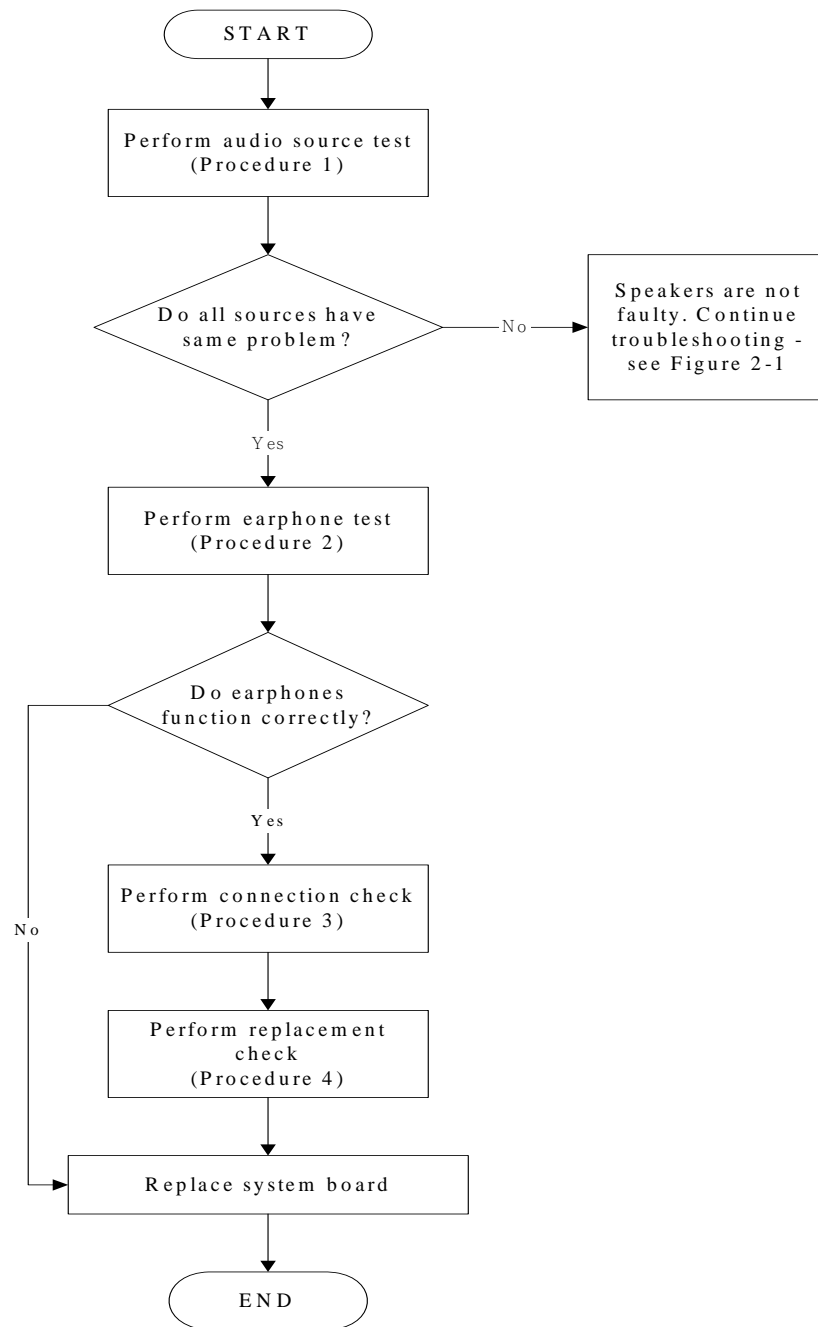 START
Perform audio source test
(Procedure 1)
Do all sources have
same problem?
No
Speakers are not
faulty. Continue
troubleshooting -
see Figure 2-1
Yes
Perform earphone test
(Procedure 2)
Do earphones
function correctly?
Yes
No
Perform connection check
(Procedure 3)
Perform replacement
check
(Procedure 4)
Replace system board
END